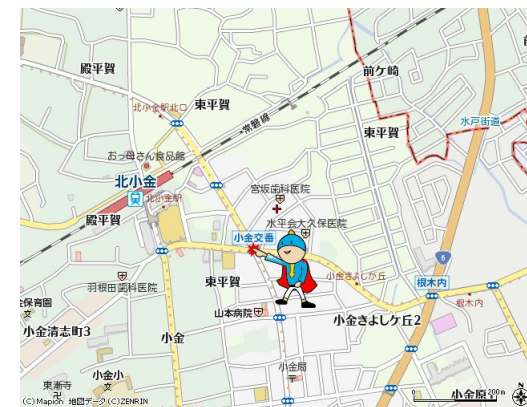 殿平賀
前ケ崎
北小金駅北口
東平賀
水戸街道
常磐線
東平賀
おっ母さん食品館
北小金
宮坂歯科医院
北小金駅
殿平賀
水平会大久保医院
小金交番
6
羽根田歯科医院
東平賀
小金きよしが丘
根木内
根木内
保育園
文
山本病院
小金きよしケ丘2
小金清志町3
小金
小金小
文
小金局
東漸寺
小金原
0 200m
(C)Mapion 地図データ(C)ZENRIN